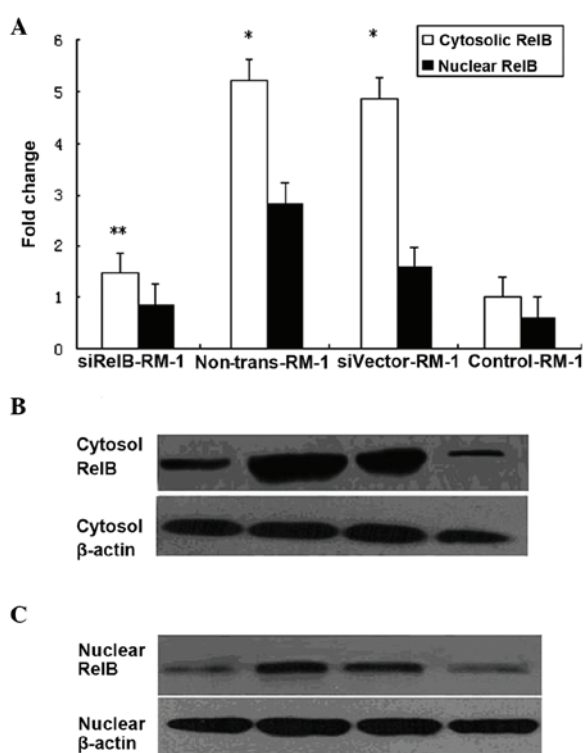 A
6
5
4
3
2
1
0
Fold change
Cytosolic RelB
Nuclear RelB
**
*
*
siRelB-RM-1 Non-trans-RM-1 siVector-RM-1 Control-RM-1
B
Cytosol
RelB
Cytosol
β-actin
C
Nuclear
RelB
Nuclear
β-actin